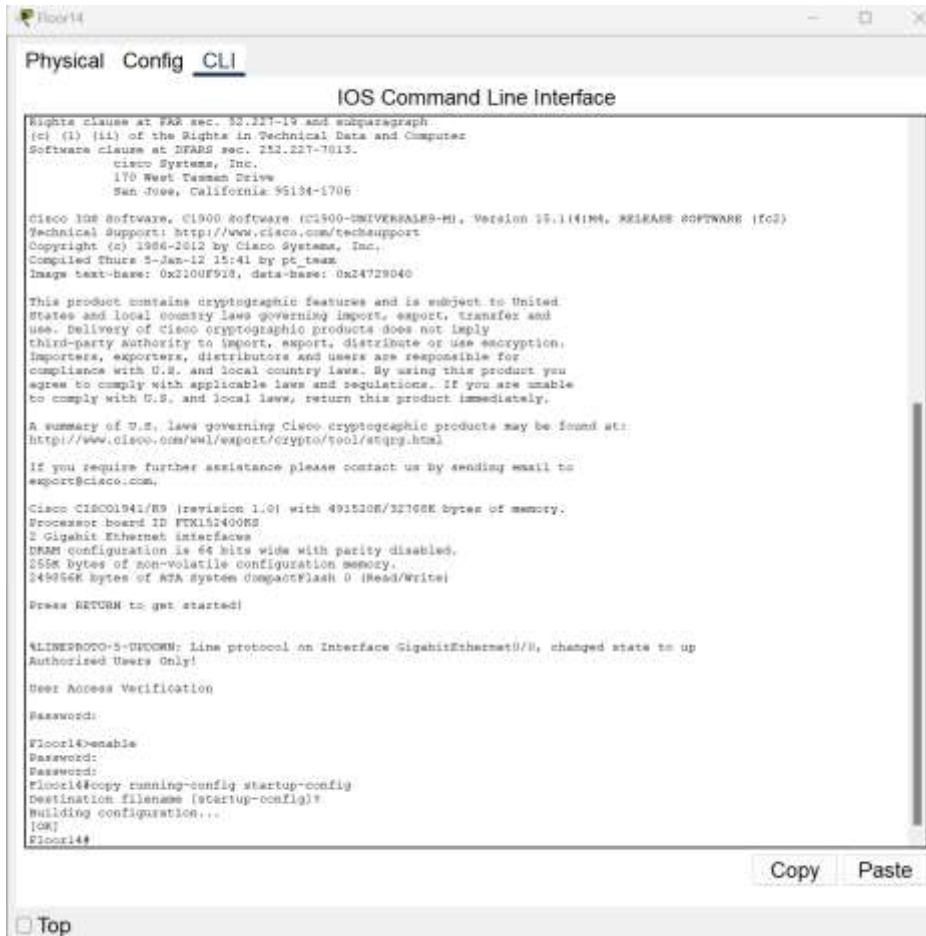 Floor14
Physical Config CLI
IOS Command Line Interface
Rights clause at FAR sec. 52.227-19 and subparagraph
(c) (1) (ii) of the Rights in Technical Data and Computer
Software clause at DFARS sec. 252.227-7013.
cisco Systems, Inc.
170 West Tasman Drive
San Jose, California 95134-1706
Cisco IOS Software, C1900 Software (C1900-UNIVERSALK9-M), Version 15.1(4)M4, RELEASE SOFTWARE (fc2)
Technical Support: http://www.cisco.com/techsupport
Copyright (c) 1986-2012 by Cisco Systems, Inc.
Compiled Thurs 5-Jan-12 15:41 by pt_team
Image text-base: 0x2100F918, data-base: 0x24729040
This product contains cryptographic features and is subject to United
States and local country laws governing import, export, transfer and
use. Delivery of Cisco cryptographic products does not imply
third-party authority to import, export, distribute or use encryption.
Importers, exporters, distributors and users are responsible for
compliance with U.S. and local country laws. By using this product you
agree to comply with applicable laws and regulations. If you are unable
to comply with U.S. and local laws, return this product immediately.
A summary of U.S. laws governing Cisco cryptographic products may be found at:
http://www.cisco.com/wwl/export/crypto/tool/stqrg.html
If you require further assistance please contact us by sending email to
export@cisco.com.
Cisco CISCO1941/K9 (revision 1.0) with 491520K/32768K bytes of memory.
Processor board ID FTX152400KS
2 Gigabit Ethernet interfaces
DRAM configuration is 64 bits wide with parity disabled.
255K bytes of non-volatile configuration memory.
249856K bytes of ATA System CompactFlash 0 (Read/Write)
Press RETURN to get started!
%LINEPROTO-5-UPDOWN: Line protocol on Interface GigabitEthernet0/0, changed state to up
Authorized Users Only!
User Access Verification
Password:
Floor14>enable
Password:
Password:
Floor14#copy running-config startup-config
Destination filename [startup-config]?
Building configuration...
[OK]
Floor14#
Copy Paste
Top